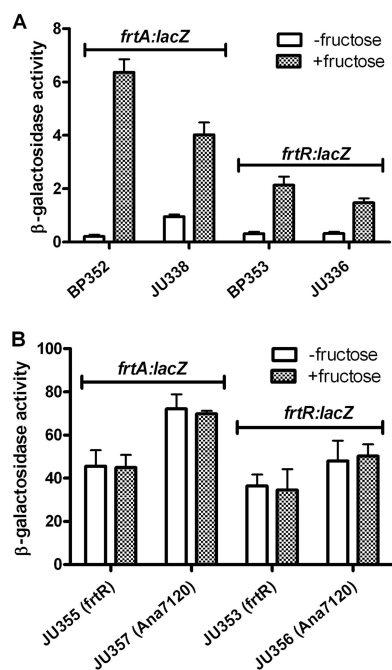 A
β-galactosidase activity
8
6
4
2
0
frtA:lacZ
-fructose
+fructose
frtR:lacZ
BP352
JU338
BP353
JU336
B
β-galactosidase activity
100
80
60
40
20
0
frtA:lacZ
-fructose
+fructose
frtR:lacZ
JU355 (frtR)
JU357 (Ana7120)
JU353 (frtR)
JU356 (Ana7120)